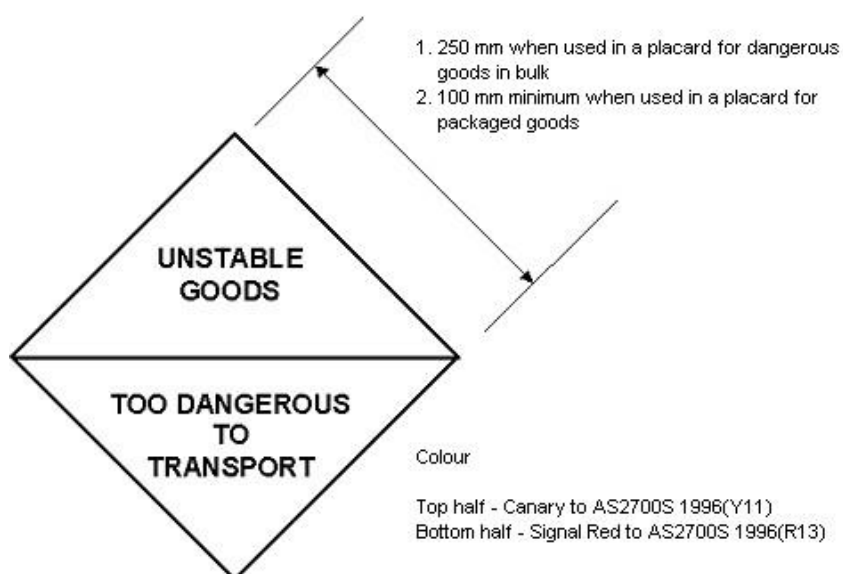 1. 250 mm when used in a placard for dangerous
goods in bulk
2. 100 mm minimum when used in a placard for
packaged goods
UNSTABLE
GOODS
TOO DANGEROUS
TO
TRANSPORT
Colour
Top half - Canary to AS2700S 1996(Y11)
Bottom half - Signal Red to AS2700S 1996(R13)